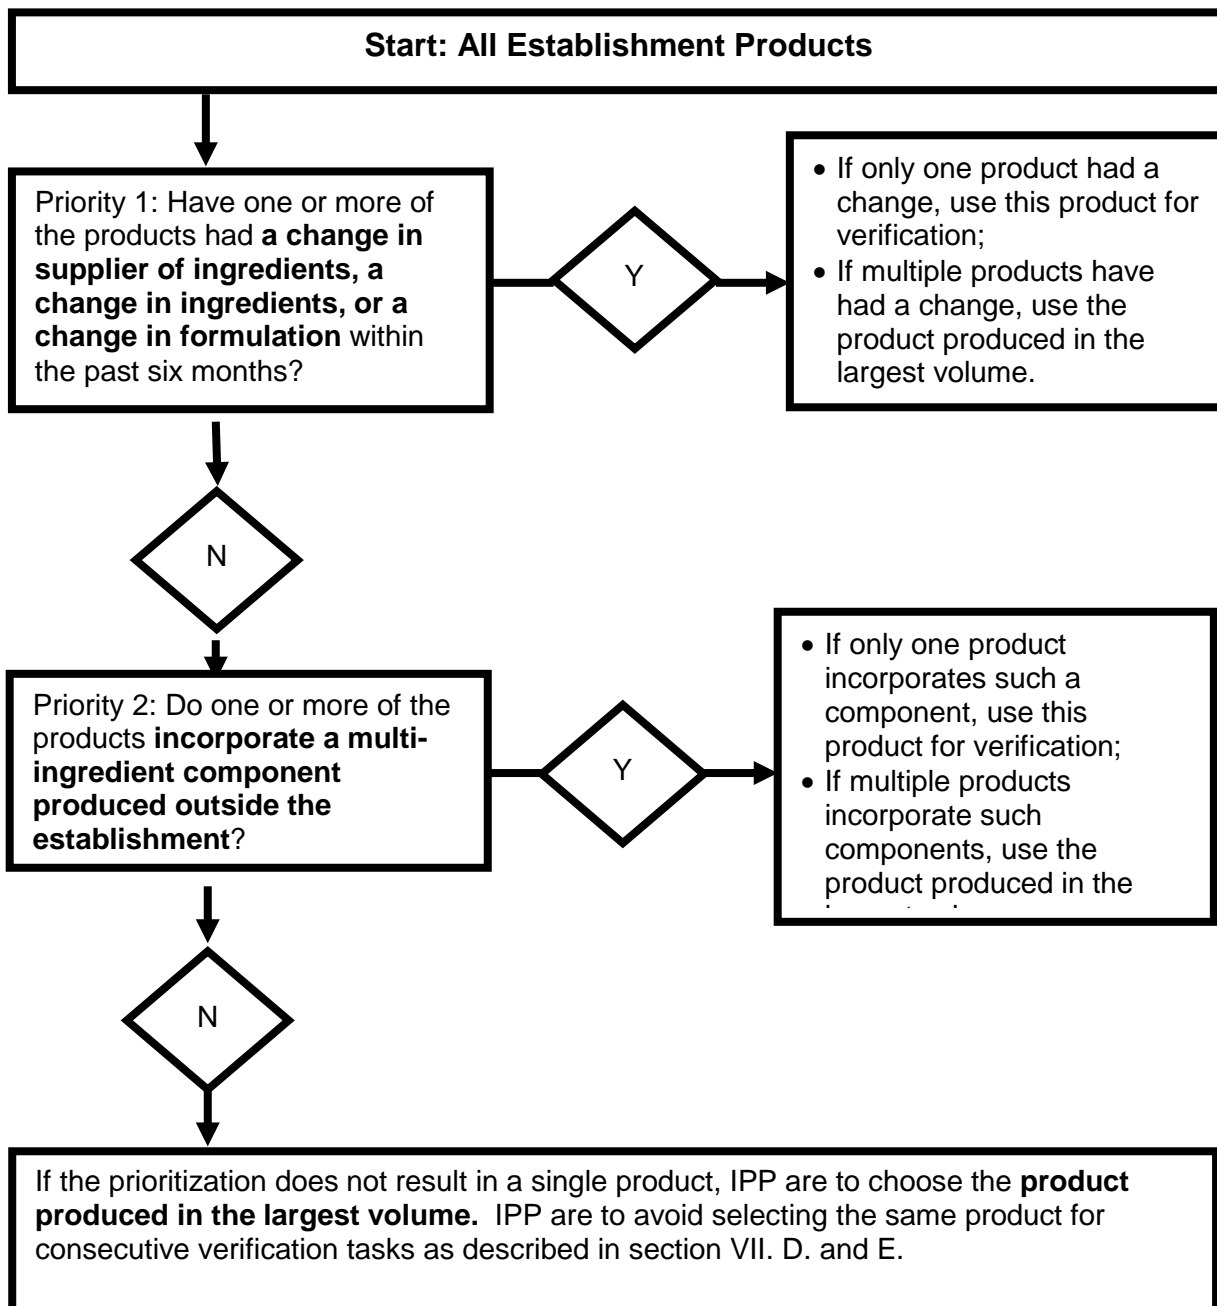 Start: All Establishment Products
Priority 1: Have one or more of
the products had a change in
supplier of ingredients, a
change in ingredients, or a
change in formulation within
the past six months?
Y
• If only one product had a
change, use this product for
verification;
• If multiple products have
had a change, use the
product produced in the
largest volume.
N
Priority 2: Do one or more of the
products incorporate a multi-
ingredient component
produced outside the
establishment?
Y
• If only one product
incorporates such a
component, use this
product for verification;
• If multiple products
incorporate such
components, use the
product produced in the
N
If the prioritization does not result in a single product, IPP are to choose the product
produced in the largest volume.  IPP are to avoid selecting the same product for
consecutive verification tasks as described in section VII. D. and E.